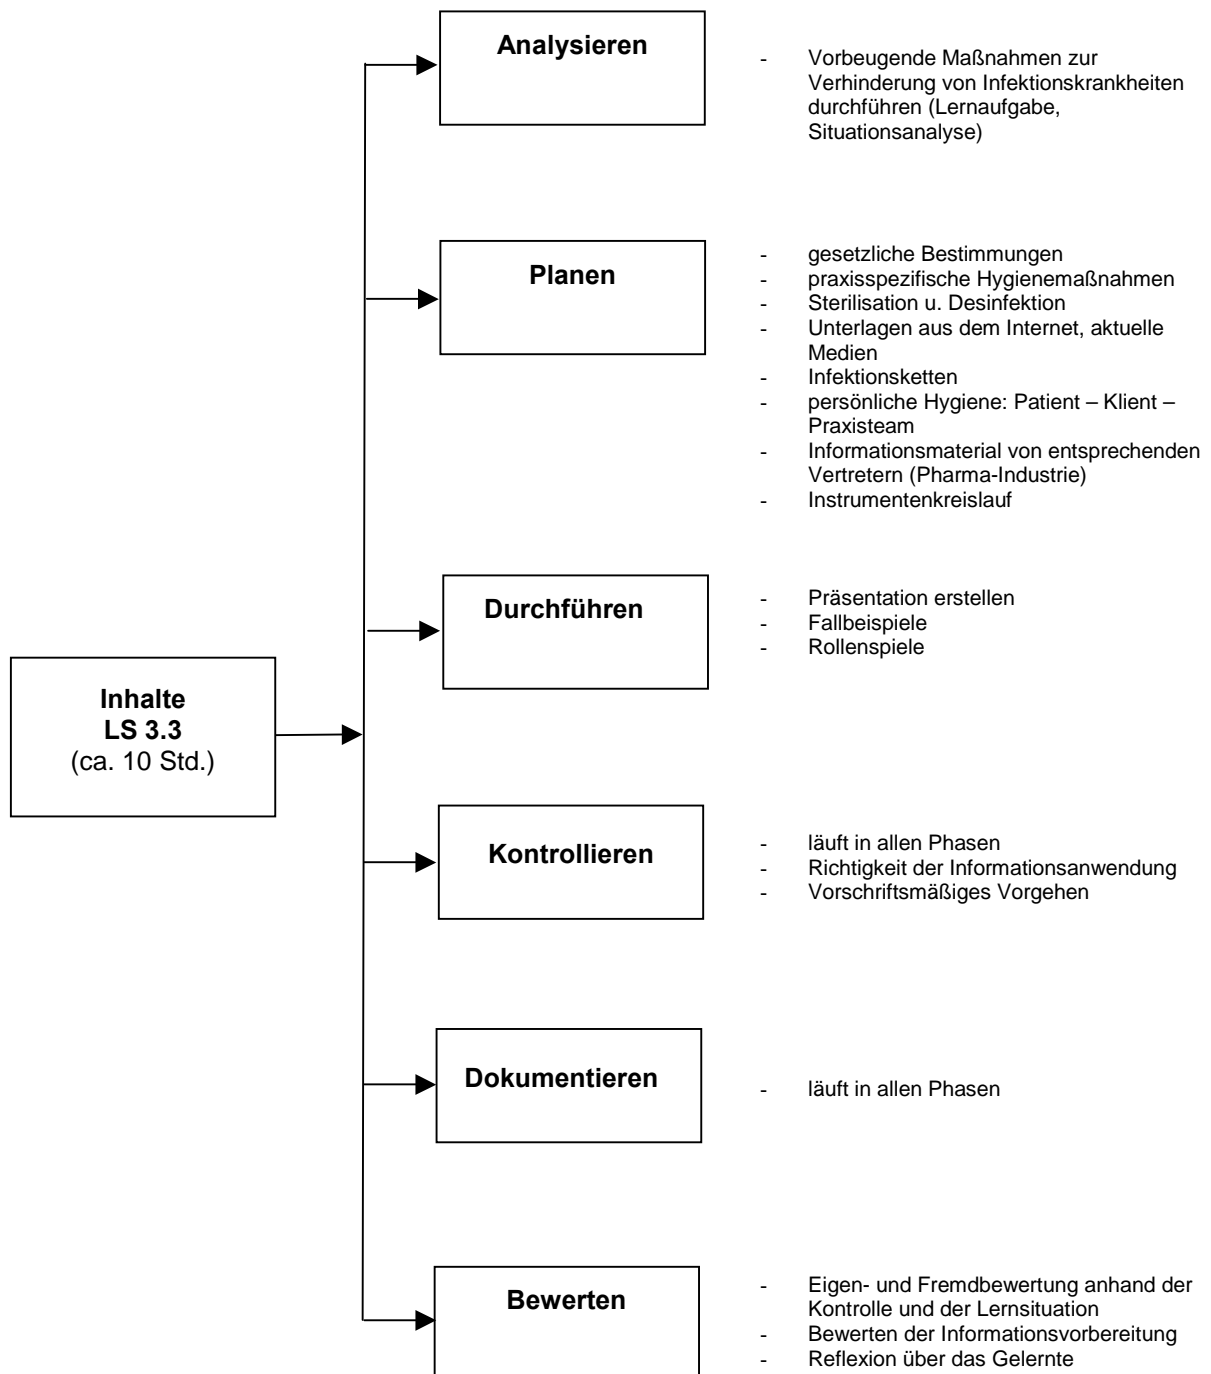 Analysieren
- Vorbeugende Maßnahmen zur
Verhinderung von Infektionskrankheiten
durchführen (Lernaufgabe,
Situationsanalyse)
Planen
- gesetzliche Bestimmungen
- praxisspezifische Hygienemaßnahmen
- Sterilisation u. Desinfektion
- Unterlagen aus dem Internet, aktuelle
Medien
- Infektionsketten
- persönliche Hygiene: Patient – Klient –
Praxisteam
- Informationsmaterial von entsprechenden
Vertretern (Pharma-Industrie)
- Instrumentenkreislauf
Durchführen
- Präsentation erstellen
- Fallbeispiele
- Rollenspiele
Inhalte
LS 3.3
(ca. 10 Std.)
Kontrollieren
- läuft in allen Phasen
- Richtigkeit der Informationsanwendung
- Vorschriftsmäßiges Vorgehen
Dokumentieren
- läuft in allen Phasen
Bewerten
- Eigen- und Fremdbewertung anhand der
Kontrolle und der Lernsituation
- Bewerten der Informationsvorbereitung
- Reflexion über das Gelernte